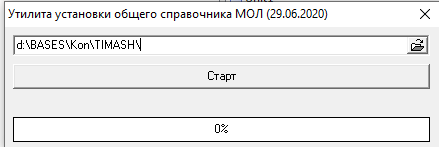 Утилита установки общего справочника МОЛ (29.06.2020)
d:\BASES\Kon\TIMASH\
Старт
0%